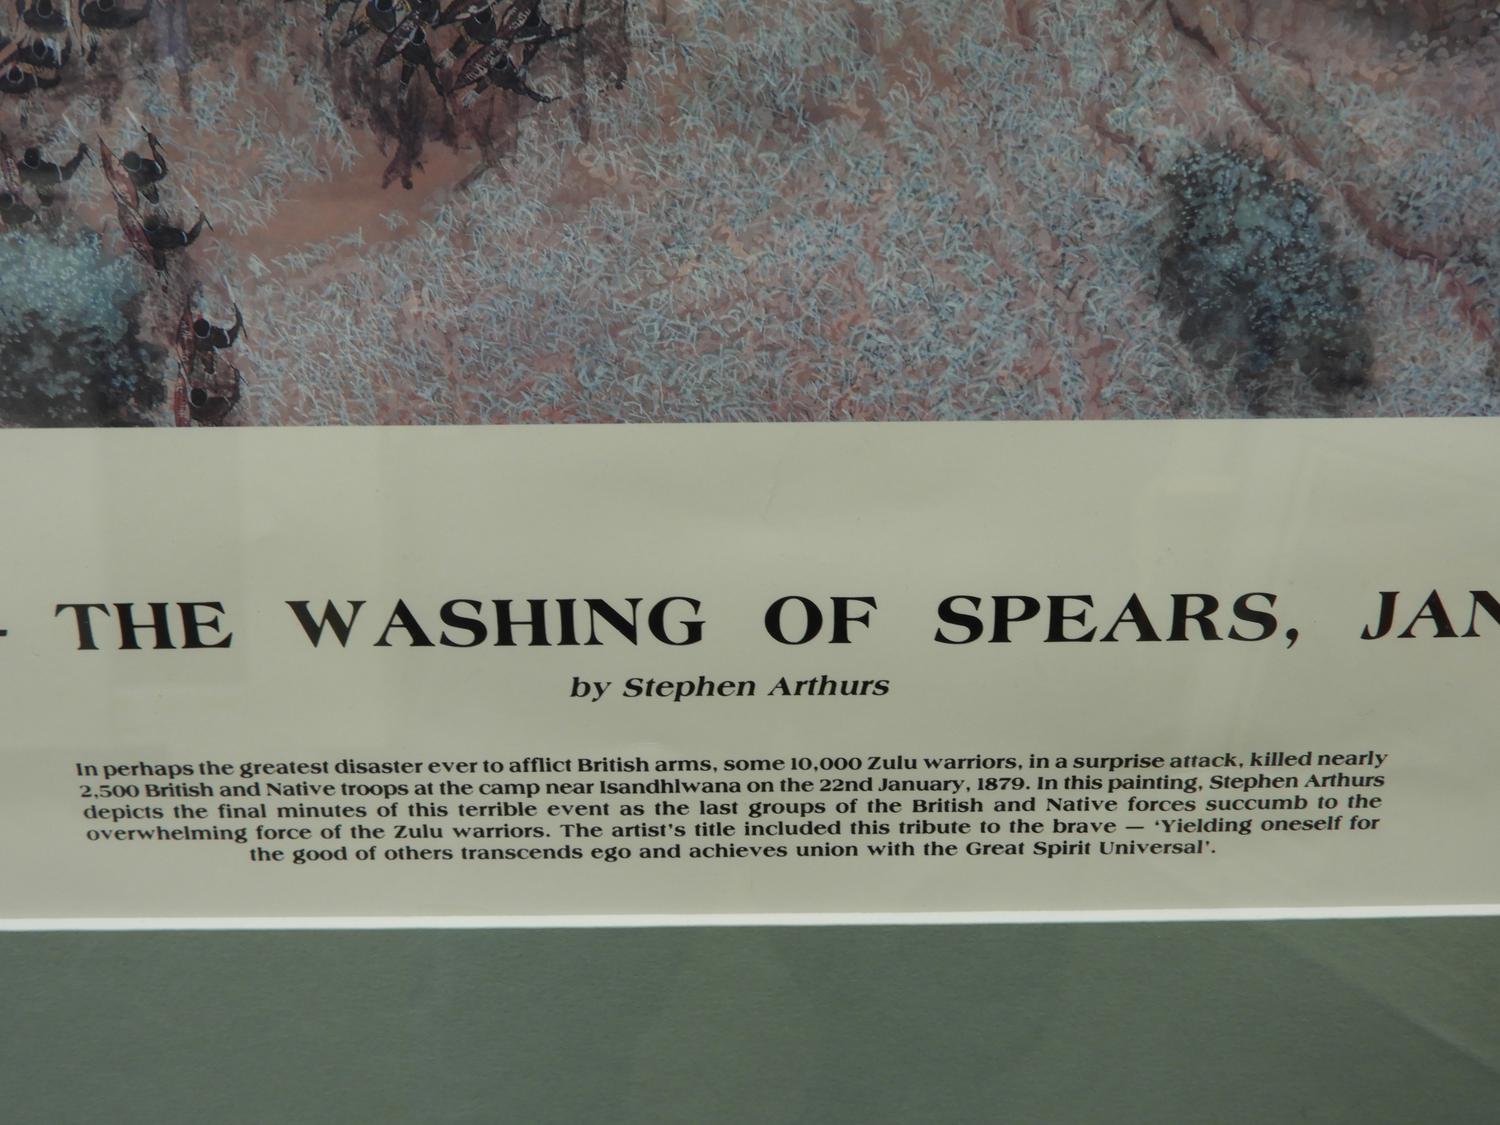 - THE WASHING OF SPEARS, JAN
by Stephen Arthurs
In perhaps the greatest disaster ever to afflict British arms, some 10,000 Zulu warriors, in a surprise attack, killed nearly
2,500 British and Native troops at the camp near Isandhlwana on the 22nd January, 1879. In this painting, Stephen Arthurs
depicts the final minutes of this terrible event as the last groups of the British and Native forces succumb to the
overwhelming force of the Zulu warriors. The artist's title included this tribute to the brave — 'Yielding oneself for
the good of others transcends ego and achieves union with the Great Spirit Universal'.